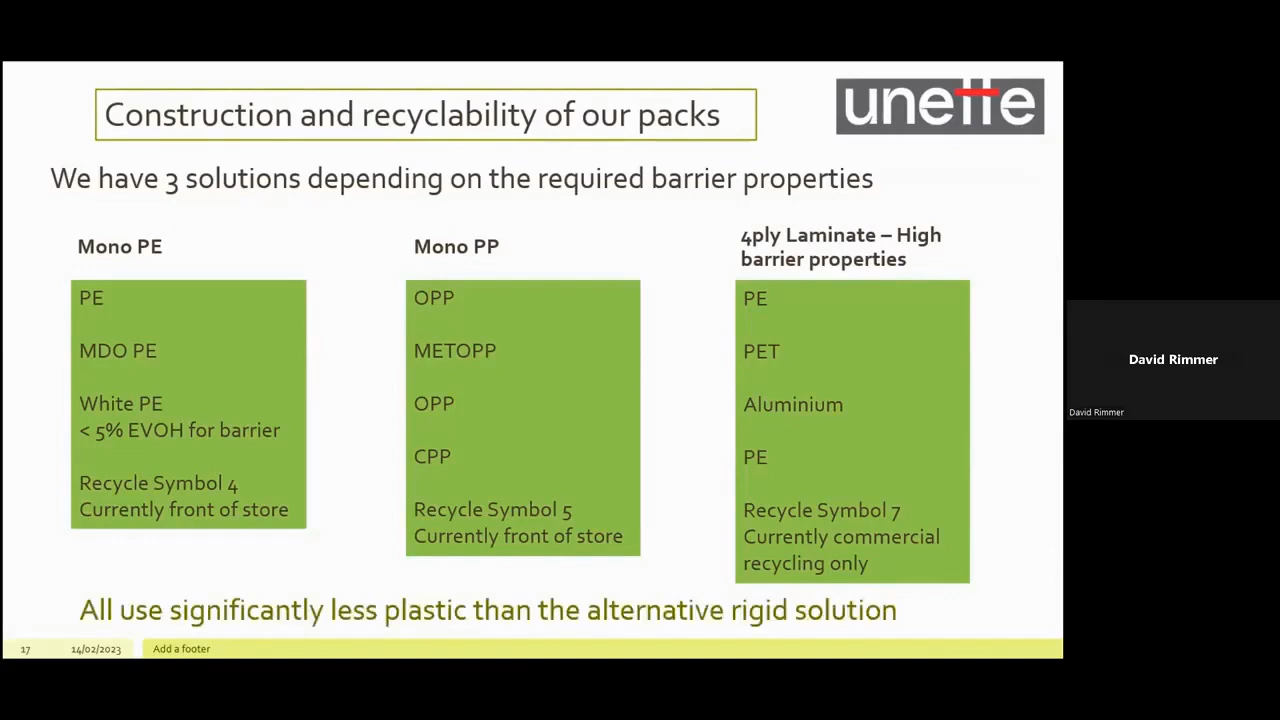 Construction and recyclability of our packs
unette
We have 3 solutions depending on the required barrier properties
Mono PE
PE
MDO PE
White PE
< 5% EVOH for barrier
Recycle Symbol 4
Currently front of store
Mono PP
OPP
METOPP
OPP
CPP
Recycle Symbol 5
Currently front of store
4ply Laminate – High
barrier properties
PE
PET
Aluminium
PE
Recycle Symbol 7
Currently commercial
recycling only
All use significantly less plastic than the alternative rigid solution
17
14/02/2023
Add a footer
David Rimmer
David Rimmer